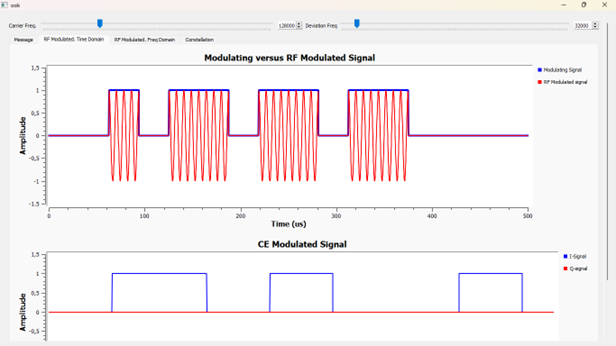 ook
Carrier Freq. 128000 Deviation Freq. 32000
Message RF Modulated. Time Domain RF Modulated. Freq Domain Constellation
Modulating versus RF Modulated Signal
1,5
1
0,5
0
-0,5
-1
-1.5
Amplitude
0 100 200 300 400 500
Time (us)
Modulating Signal
RF Modulated signal
CE Modulated Signal
1,5
1
0,5
0
-0,5
Amplitude
I-Signal
Q-signal